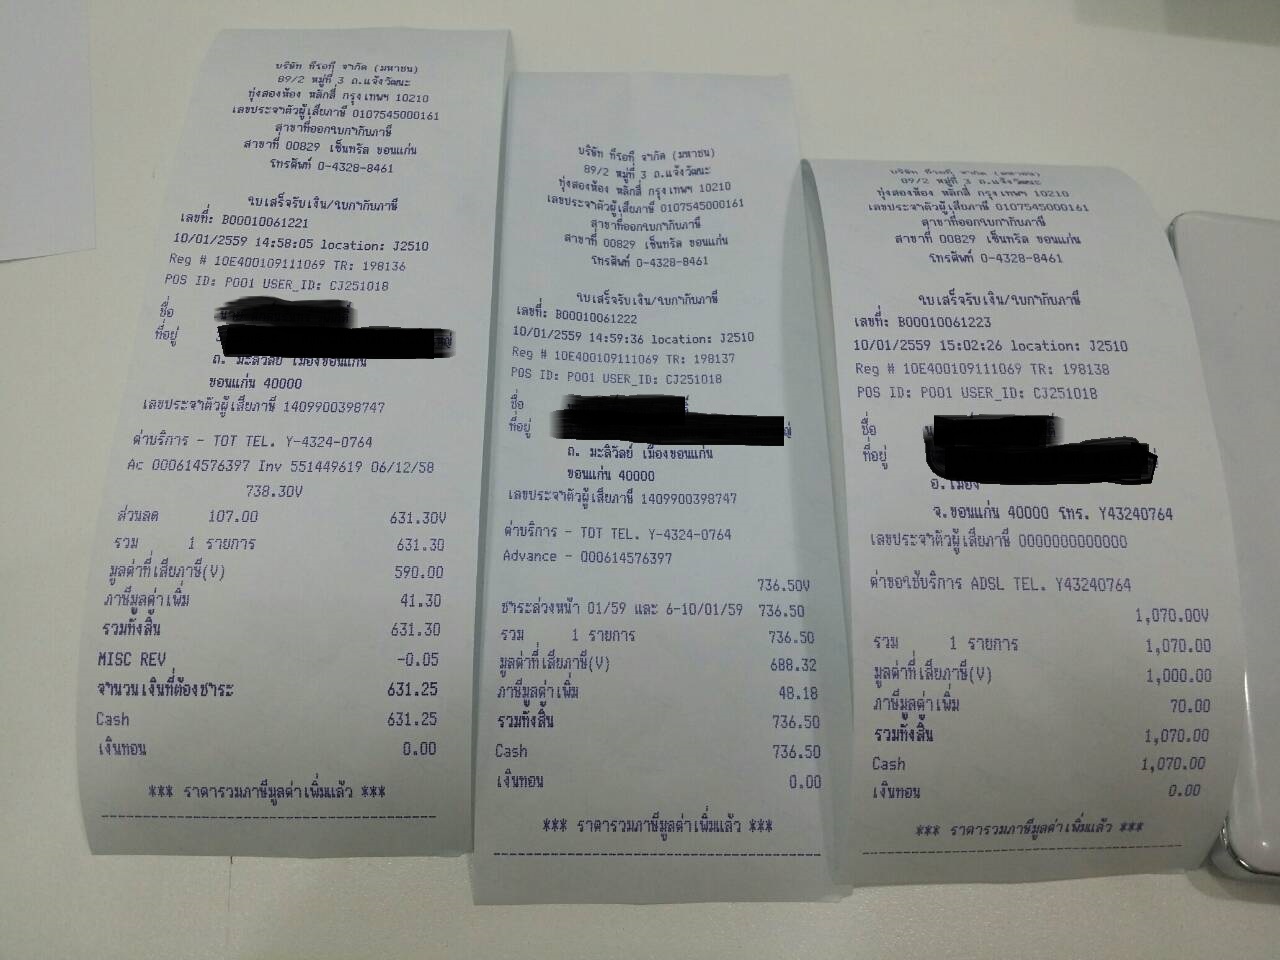 บริษัท ทีโอที จำกัด (มหาชน)
89/2 หมู่ที่ 3 ถ.แจ้งวัฒนะ
ทุ่งสองห้อง หลักสี่ กรุงเทพฯ 10210
เลขประจำตัวผู้เสียภาษี 0107545000161
สาขาที่ออกใบกำกับภาษี
สาขาที่ 00829 เซ็นทรัล ขอนแก่น
โทรศัพท์ 0-4328-8461
ใบเสร็จรับเงิน/ใบกำกับภาษี
เลขที่: B00010061221
10/01/2559 14:58:05 location: J2510
Reg # 10E400109111069 TR: 198136
POS ID: P001 USER_ID: CJ251018
ชื่อ
ที่อยู่
ถ. มะลิวัลย์ เมืองขอนแก่น
ขอนแก่น 40000
เลขประจำตัวผู้เสียภาษี 1409900398747
ค่าบริการ - TOT TEL. Y-4324-0764
Ac 000614576397 Inv 551449619 06/12/58
738.30V
ส่วนลด 107.00 631.30V
รวม 1 รายการ 631.30
มูลค่าที่เสียภาษี(V) 590.00
ภาษีมูลค่าเพิ่ม 41.30
รวมทั้งสิ้น 631.30
MISC REV -0.05
จำนวนเงินที่ต้องชำระ 631.25
Cash 631.25
เงินทอน 0.00
*** ราคารวมภาษีมูลค่าเพิ่มแล้ว ***
บริษัท ทีโอที จำกัด (มหาชน)
89/2 หมู่ที่ 3 ถ.แจ้งวัฒนะ
ทุ่งสองห้อง หลักสี่ กรุงเทพฯ 10210
เลขประจำตัวผู้เสียภาษี 0107545000161
สาขาที่ออกใบกำกับภาษี
สาขาที่ 00829 เซ็นทรัล ขอนแก่น
โทรศัพท์ 0-4328-8461
ใบเสร็จรับเงิน/ใบกำกับภาษี
เลขที่: B00010061222
10/01/2559 14:59:36 location: J2510
Reg # 10E400109111069 TR: 198137
POS ID: P001 USER_ID: CJ251018
ชื่อ
ที่อยู่
ถ. มะลิวัลย์ เมืองขอนแก่น
ขอนแก่น 40000
เลขประจำตัวผู้เสียภาษี 1409900398747
ค่าบริการ - TOT TEL. Y-4324-0764
Advance - 000614576397
736.50V
ชำระล่วงหน้า 01/59 และ 6-10/01/59 736.50
รวม 1 รายการ 736.50
มูลค่าที่เสียภาษี(V) 688.32
ภาษีมูลค่าเพิ่ม 48.18
รวมทั้งสิ้น 736.50
Cash 736.50
เงินทอน 0.00
*** ราคารวมภาษีมูลค่าเพิ่มแล้ว ***
บริษัท ทีโอที จำกัด (มหาชน)
89/2 หมู่ที่ 3 ถ.แจ้งวัฒนะ
ทุ่งสองห้อง หลักสี่ กรุงเทพฯ 10210
เลขประจำตัวผู้เสียภาษี 0107545000161
สาขาที่ออกใบกำกับภาษี
สาขาที่ 00829 เซ็นทรัล ขอนแก่น
โทรศัพท์ 0-4328-8461
ใบเสร็จรับเงิน/ใบกำกับภาษี
เลขที่: B00010061223
10/01/2559 15:02:26 location: J2510
Reg # 10E400109111069 TR: 198138
POS ID: P001 USER_ID: CJ251018
ชื่อ
ที่อยู่
อ.เมือง
จ.ขอนแก่น 40000 โทร. Y43240764
เลขประจำตัวผู้เสียภาษี 0000000000000
ค่าขอใช้บริการ ADSL TEL. Y43240764
1,070.00V
รวม 1 รายการ 1,070.00
มูลค่าที่เสียภาษี(V) 1,000.00
ภาษีมูลค่าเพิ่ม 70.00
รวมทั้งสิ้น 1,070.00
Cash 1,070.00
เงินทอน 0.00
*** ราคารวมภาษีมูลค่าเพิ่มแล้ว ***